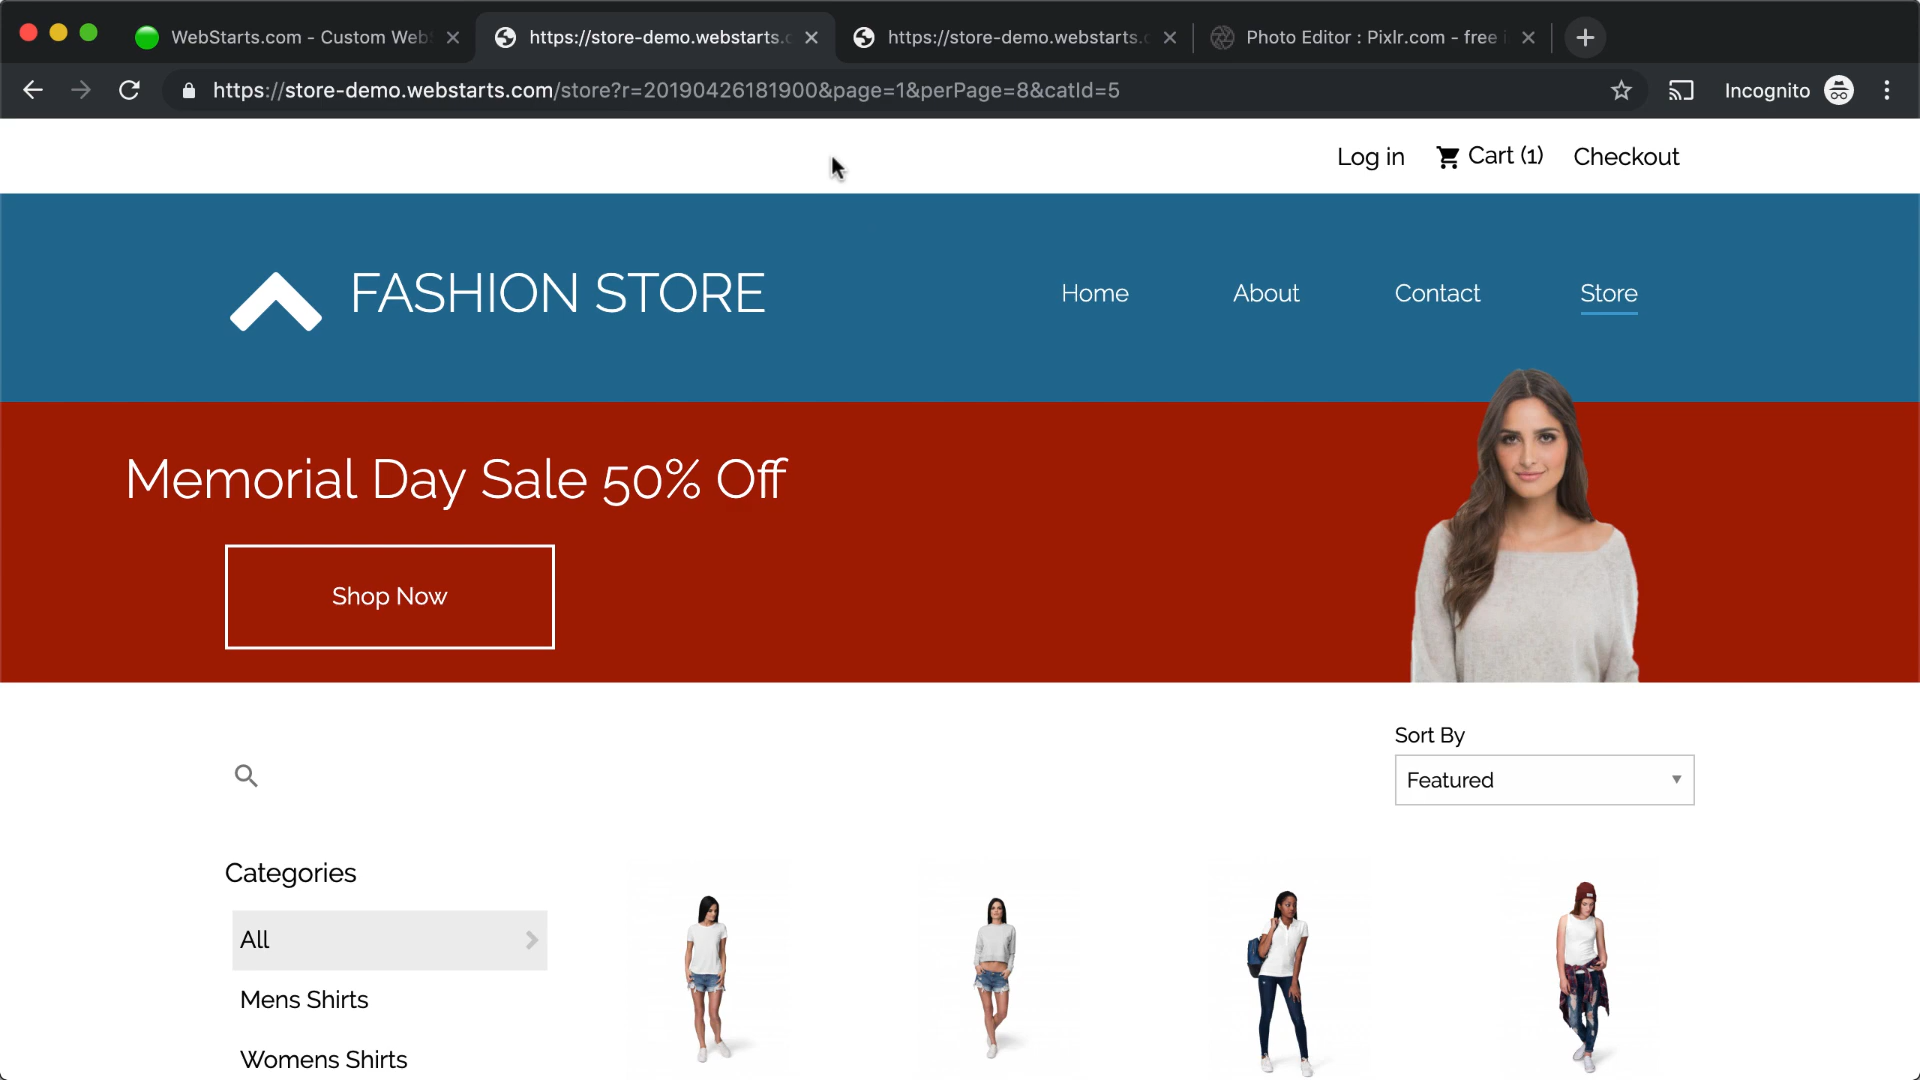 WebStarts.com - Custom Web
https://store-demo.webstarts.
https://store-demo.webstarts.
Photo Editor : Pixlr.com - free
https://store-demo.webstarts.com/store?r=20190426181900&page=1&perPage=8&catId=5
Incognito
Log in
Cart (1)
Checkout
FASHION STORE
Home
About
Contact
Store
Memorial Day Sale 50% Off
Shop Now
Sort By
Featured
Categories
All
Mens Shirts
Womens Shirts